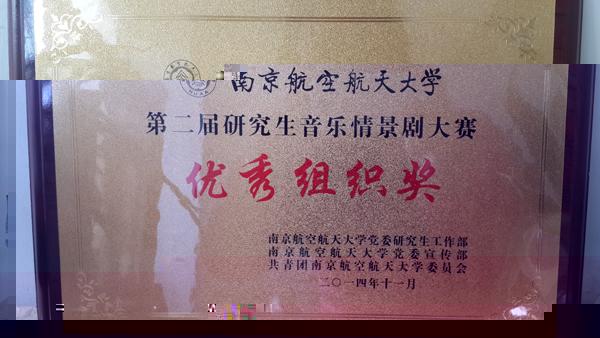 南京航空航天大学
第二届研究生音乐情景剧大赛
优秀组织奖
南京航空航天大学党委研究生工作部
南京航空航天大学党委宣传部
共青团南京航空航天大学委员会
二〇一四年十一月